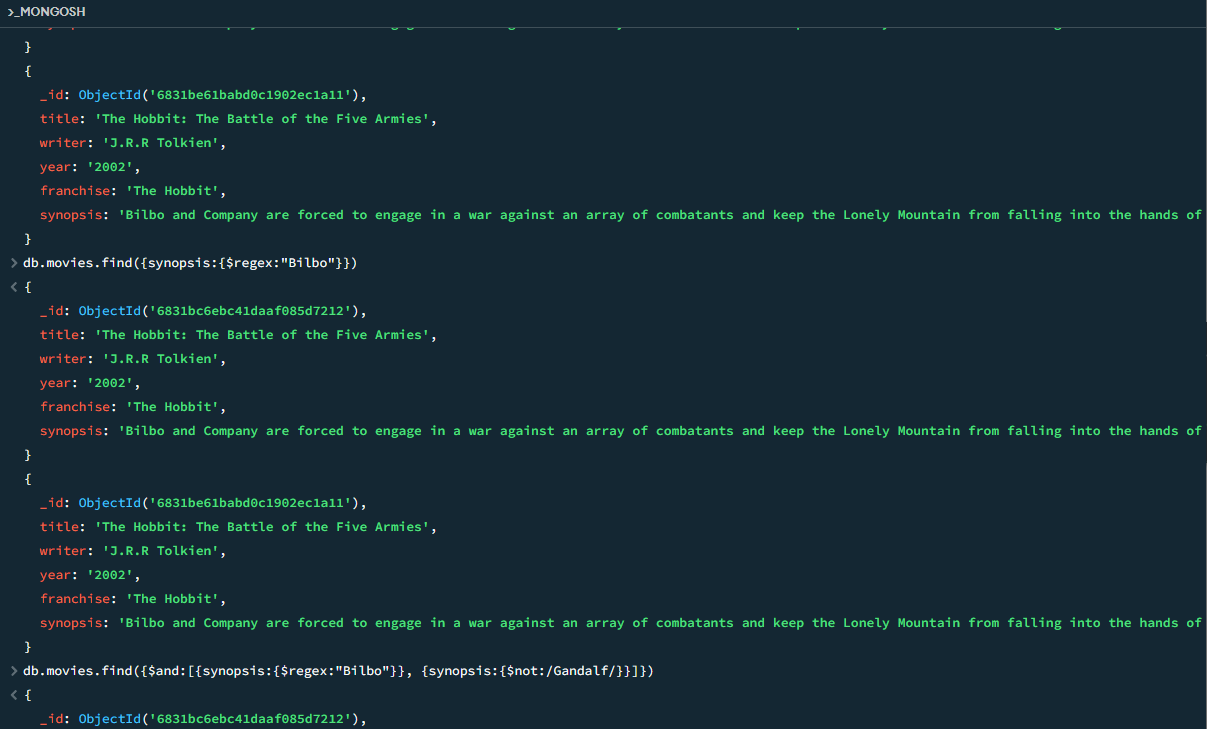 >_MONGOSH
}
{
_id: ObjectId('6831be61babd0c1902ec1a11'),
title: 'The Hobbit: The Battle of the Five Armies',
writer: 'J.R.R Tolkien',
year: '2002',
franchise: 'The Hobbit',
synopsis: 'Bilbo and Company are forced to engage in a war against an array of combatants and keep the Lonely Mountain from falling into the hands of
}
> db.movies.find({synopsis:{$regex:"Bilbo"}})
< {
_id: ObjectId('6831bc6ebc41daaf085d7212'),
title: 'The Hobbit: The Battle of the Five Armies',
writer: 'J.R.R Tolkien',
year: '2002',
franchise: 'The Hobbit',
synopsis: 'Bilbo and Company are forced to engage in a war against an array of combatants and keep the Lonely Mountain from falling into the hands of
}
{
_id: ObjectId('6831be61babd0c1902ec1a11'),
title: 'The Hobbit: The Battle of the Five Armies',
writer: 'J.R.R Tolkien',
year: '2002',
franchise: 'The Hobbit',
synopsis: 'Bilbo and Company are forced to engage in a war against an array of combatants and keep the Lonely Mountain from falling into the hands of
}
> db.movies.find({$and:[{synopsis:{$regex:"Bilbo"}}, {synopsis:{$not:/Gandalf/}}]})
< {
_id: ObjectId('6831bc6ebc41daaf085d7212'),